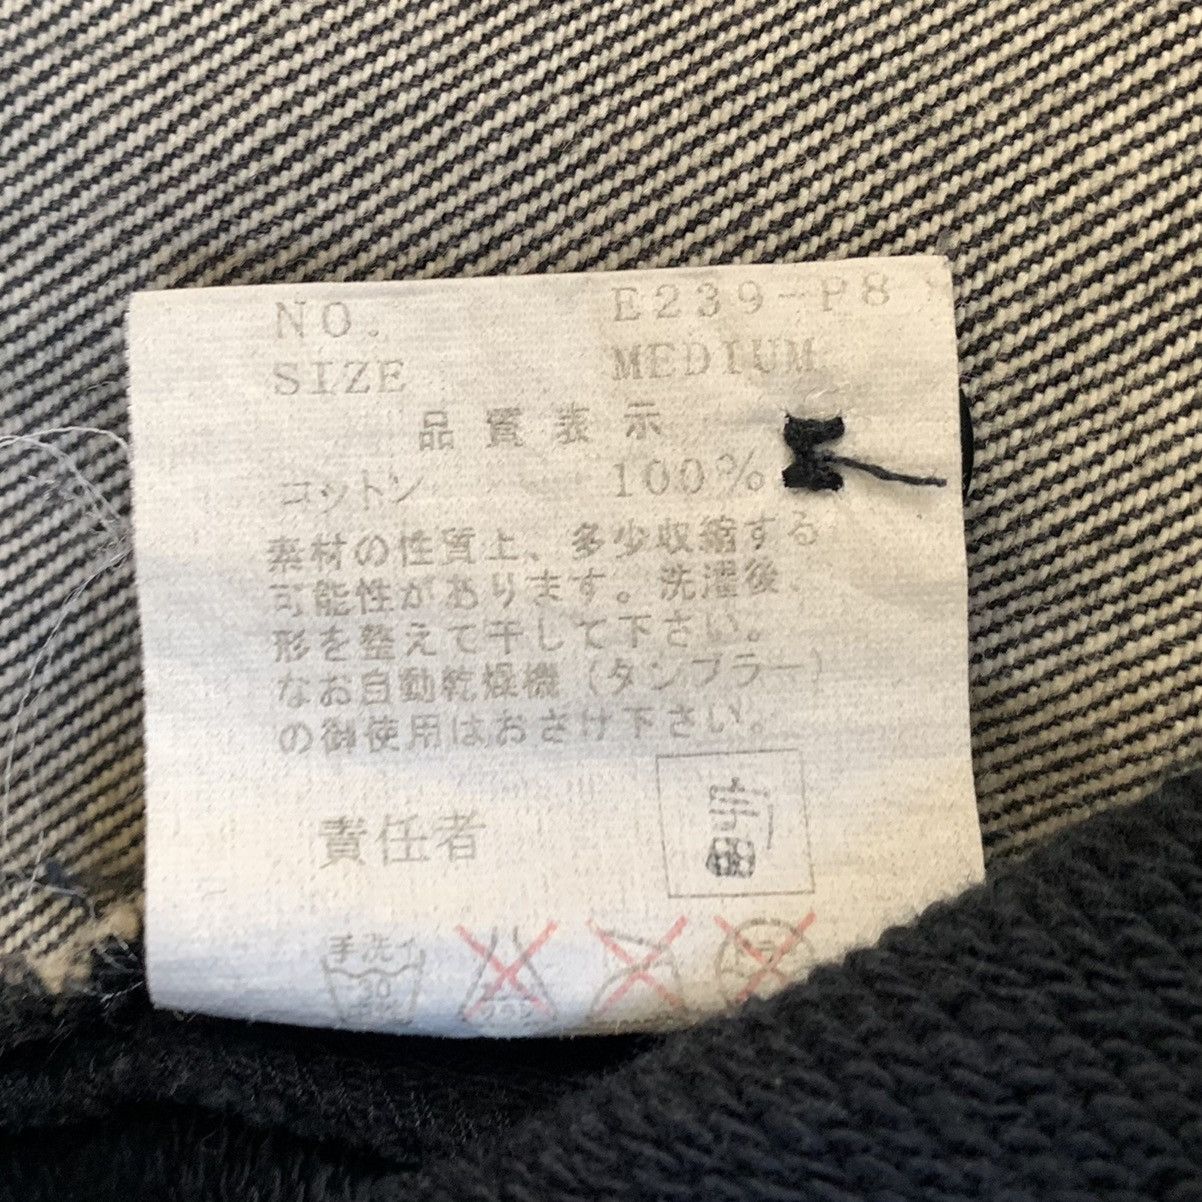 NO. E239-P8
SIZE MEDIUM
品質表示
コットン 100%
素材の性質上、多少収縮する
可能性があります。洗濯後、
形を整えて干して下さい。
なお自動乾燥機(タンブラー)
の御使用はおさけ下さい。
責任者
手洗イ
30